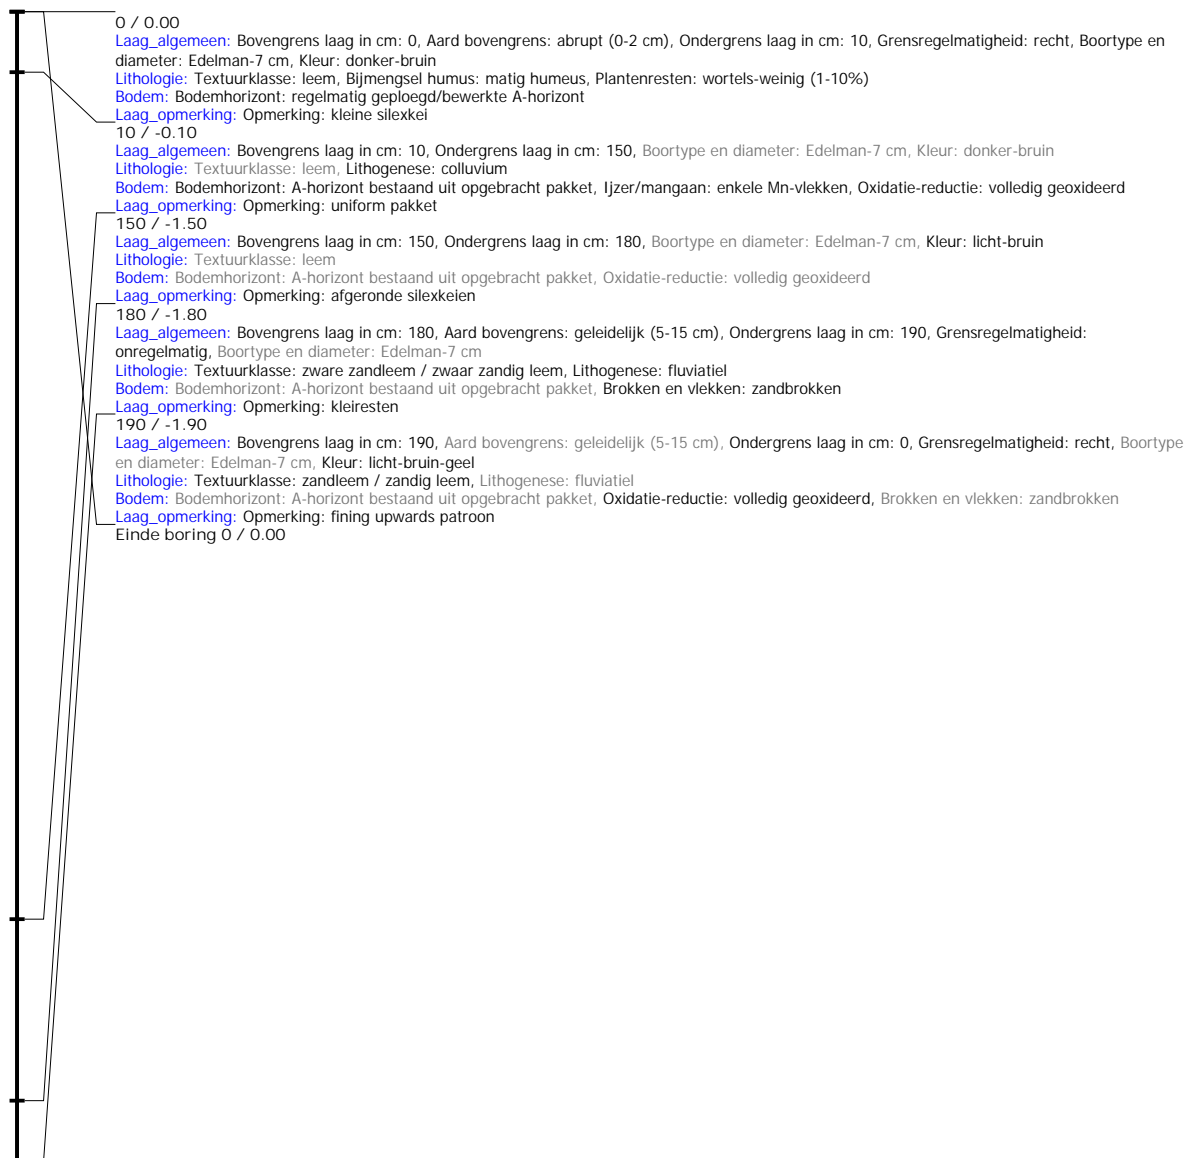 0 / 0.00
Laag_algemeen: Bovengrens laag in cm: 0, Aard bovengrens: abrupt (0-2 cm), Ondergrens laag in cm: 10, Grensregelmatigheid: recht, Boortype en
diameter: Edelman-7 cm, Kleur: donker-bruin
Lithologie: Textuurklasse: leem, Bijmengsel humus: matig humeus, Plantenresten: wortels-weinig (1-10%)
Bodem: Bodemhorizont: regelmatig geploegd/bewerkte A-horizont
Laag_opmerking: Opmerking: kleine silexkei
10 / -0.10
Laag_algemeen: Bovengrens laag in cm: 10, Ondergrens laag in cm: 150, Boortype en diameter: Edelman-7 cm, Kleur: donker-bruin
Lithologie: Textuurklasse: leem, Lithogenese: colluvium
Bodem: Bodemhorizont: A-horizont bestaand uit opgebracht pakket, Ijzer/mangaan: enkele Mn-vlekken, Oxidatie-reductie: volledig geoxideerd
Laag_opmerking: Opmerking: uniform pakket
150 / -1.50
Laag_algemeen: Bovengrens laag in cm: 150, Ondergrens laag in cm: 180, Boortype en diameter: Edelman-7 cm, Kleur: licht-bruin
Lithologie: Textuurklasse: leem
Bodem: Bodemhorizont: A-horizont bestaand uit opgebracht pakket, Oxidatie-reductie: volledig geoxideerd
Laag_opmerking: Opmerking: afgeronde silexkeien
180 / -1.80
Laag_algemeen: Bovengrens laag in cm: 180, Aard bovengrens: geleidelijk (5-15 cm), Ondergrens laag in cm: 190, Grensregelmatigheid:
onregelmatig, Boortype en diameter: Edelman-7 cm
Lithologie: Textuurklasse: zware zandleem / zwaar zandig leem, Lithogenese: fluviatiel
Bodem: Bodemhorizont: A-horizont bestaand uit opgebracht pakket, Brokken en vlekken: zandbrokken
Laag_opmerking: Opmerking: kleiresten
190 / -1.90
Laag_algemeen: Bovengrens laag in cm: 190, Aard bovengrens: geleidelijk (5-15 cm), Ondergrens laag in cm: 0, Grensregelmatigheid: recht, Boortype
en diameter: Edelman-7 cm, Kleur: licht-bruin-geel
Lithologie: Textuurklasse: zandleem / zandig leem, Lithogenese: fluviatiel
Bodem: Bodemhorizont: A-horizont bestaand uit opgebracht pakket, Oxidatie-reductie: volledig geoxideerd, Brokken en vlekken: zandbrokken
Laag_opmerking: Opmerking: fining upwards patroon
Einde boring 0 / 0.00